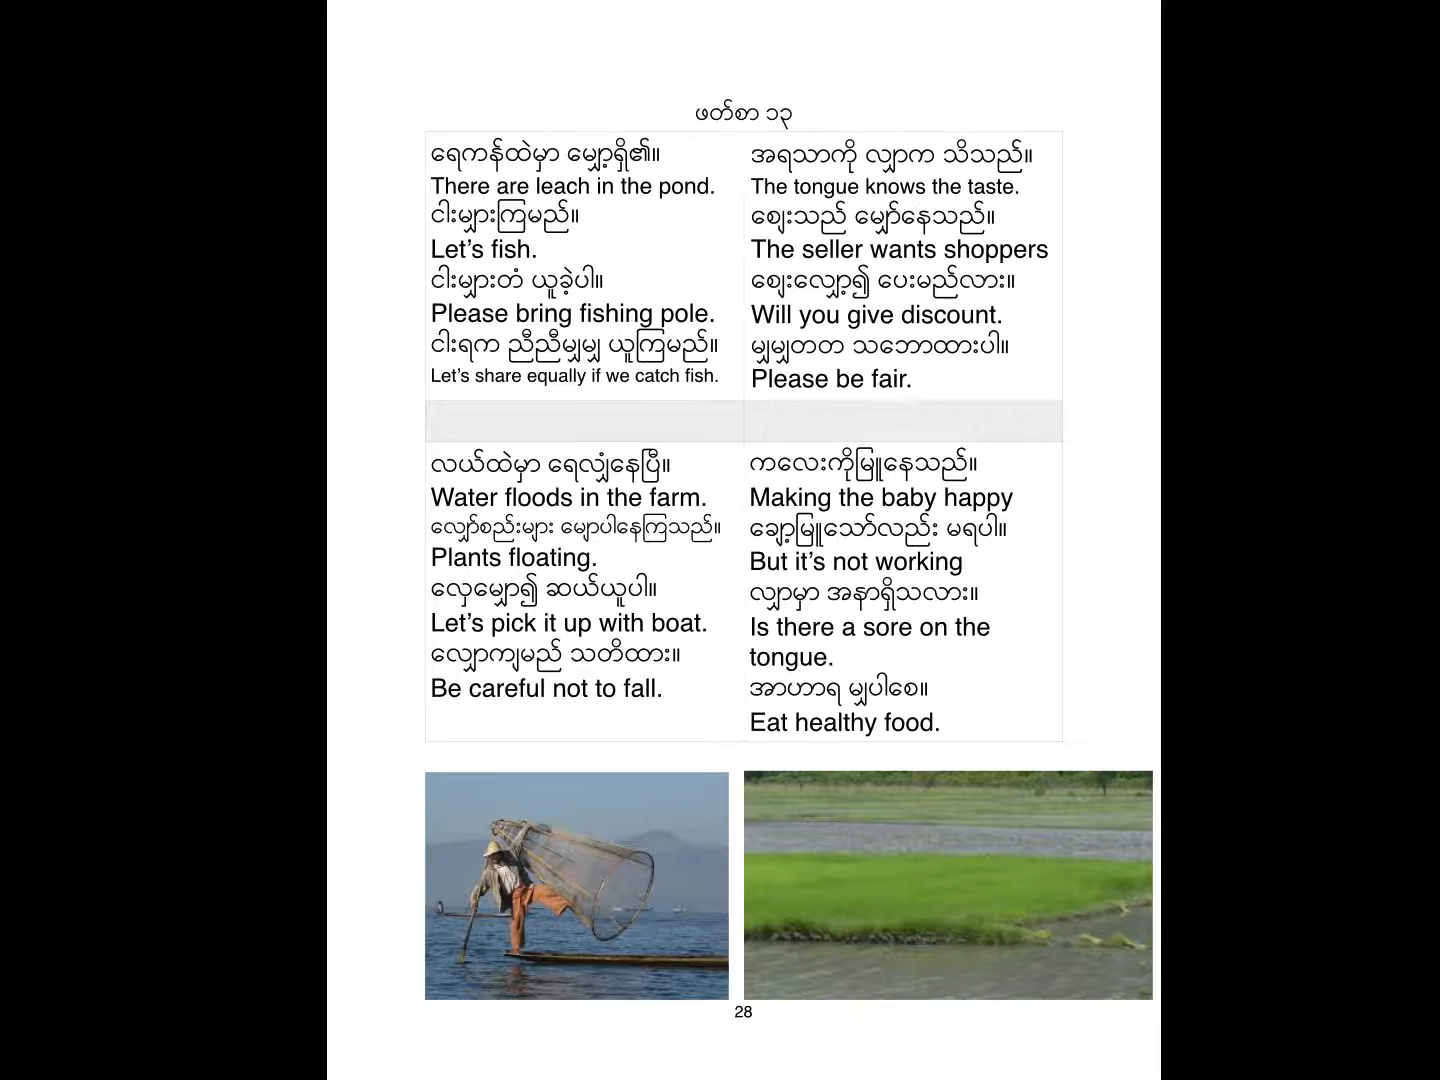 ဖတ်စာ ၁၃
ရေကန်ထဲမှာ မျှော့ရှိ၏။
There are leach in the pond.
ငါးမျှားကြမည်။
Let’s fish.
ငါးမျှားတံ ယူခဲ့ပါ။
Please bring fishing pole.
ငါးရက ညီညီမျှမျှ ယူကြမည်။
Let’s share equally if we catch fish.
အရသာကို လျှာက သိသည်။
The tongue knows the taste.
ဈေးသည် မျှော်နေသည်။
The seller wants shoppers
ဈေးလျှော့၍ ပေးမည်လား။
Will you give discount.
မျှမျှတတ သဘောထားပါ။
Please be fair.
လယ်ထဲမှာ ရေလျှံနေပြီ။
Water floods in the farm.
လျှော်စည်းများ မျောပါနေကြသည်။
Plants floating.
လှေမျှော၍ ဆယ်ယူပါ။
Let’s pick it up with boat.
လျှောကျမည် သတိထား။
Be careful not to fall.
ကလေးကိုမြူနေသည်။
Making the baby happy
ချော့မြူသော်လည်း မရပါ။
But it’s not working
လျှာမှာ အနာရှိသလား။
Is there a sore on the
tongue.
အာဟာရ မျှပါစေ။
Eat healthy food.
28